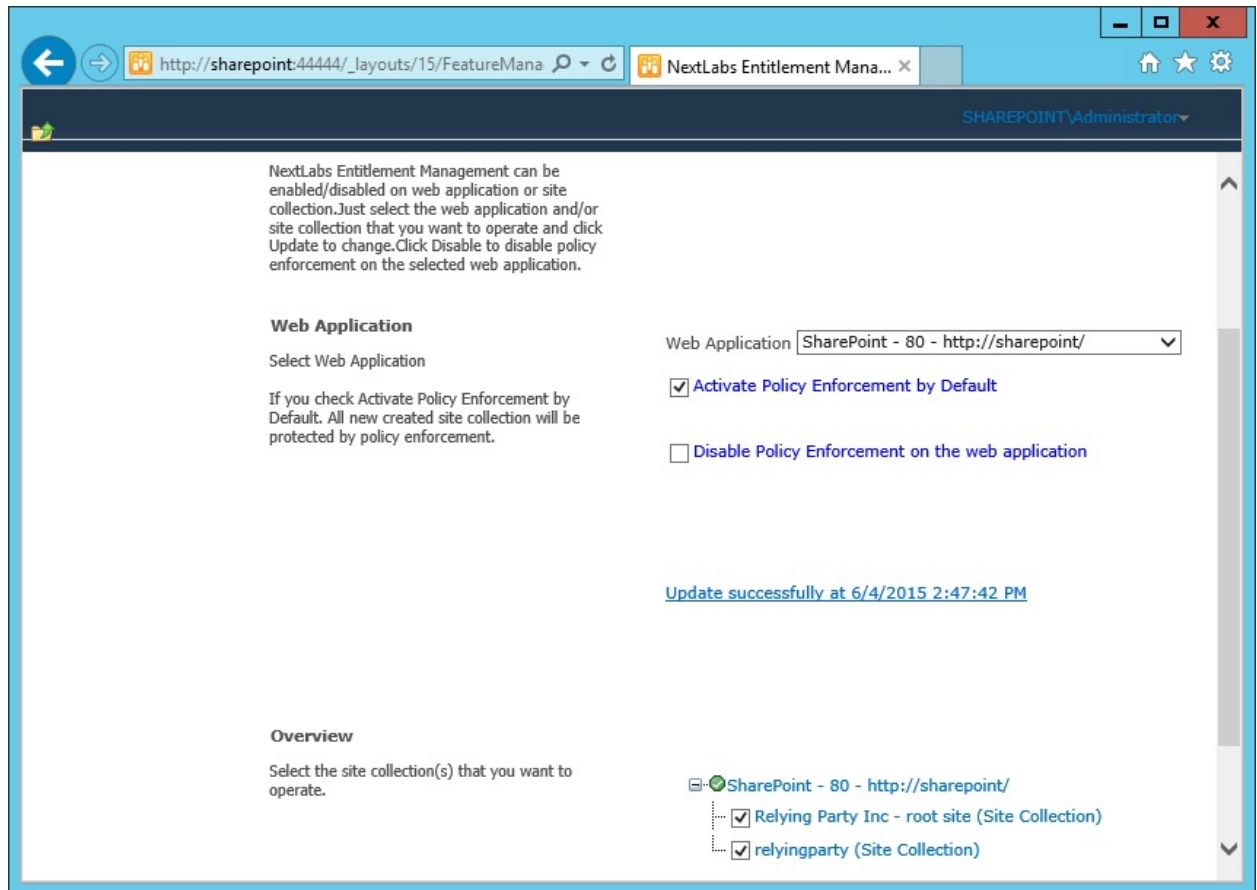 http://sharepoint:44444/_layouts/15/FeatureMana
NextLabs Entitlement Mana...
SHAREPOINT\Administrator
NextLabs Entitlement Management can be
enabled/disabled on web application or site
collection.Just select the web application and/or
site collection that you want to operate and click
Update to change.Click Disable to disable policy
enforcement on the selected web application.
Web Application
Select Web Application
If you check Activate Policy Enforcement by
Default. All new created site collection will be
protected by policy enforcement.
Web Application SharePoint - 80 - http://sharepoint/
Activate Policy Enforcement by Default
Disable Policy Enforcement on the web application
Update successfully at 6/4/2015 2:47:42 PM
Overview
Select the site collection(s) that you want to
operate.
SharePoint - 80 - http://sharepoint/
Relying Party Inc - root site (Site Collection)
relyingparty (Site Collection)